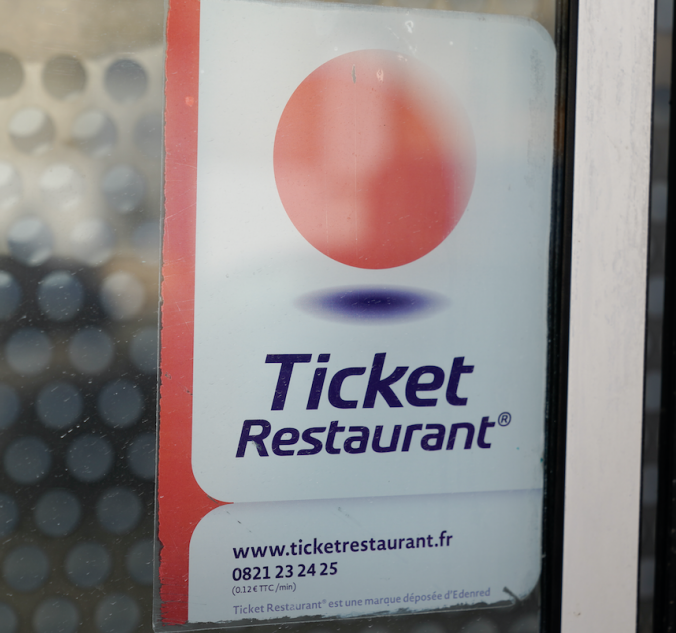 Ticket
Restaurant®
www.ticketrestaurant.fr
0821 23 24 25
(0.12 € TTC /min)
Ticket Restaurant® est une marque déposée d'Edenred